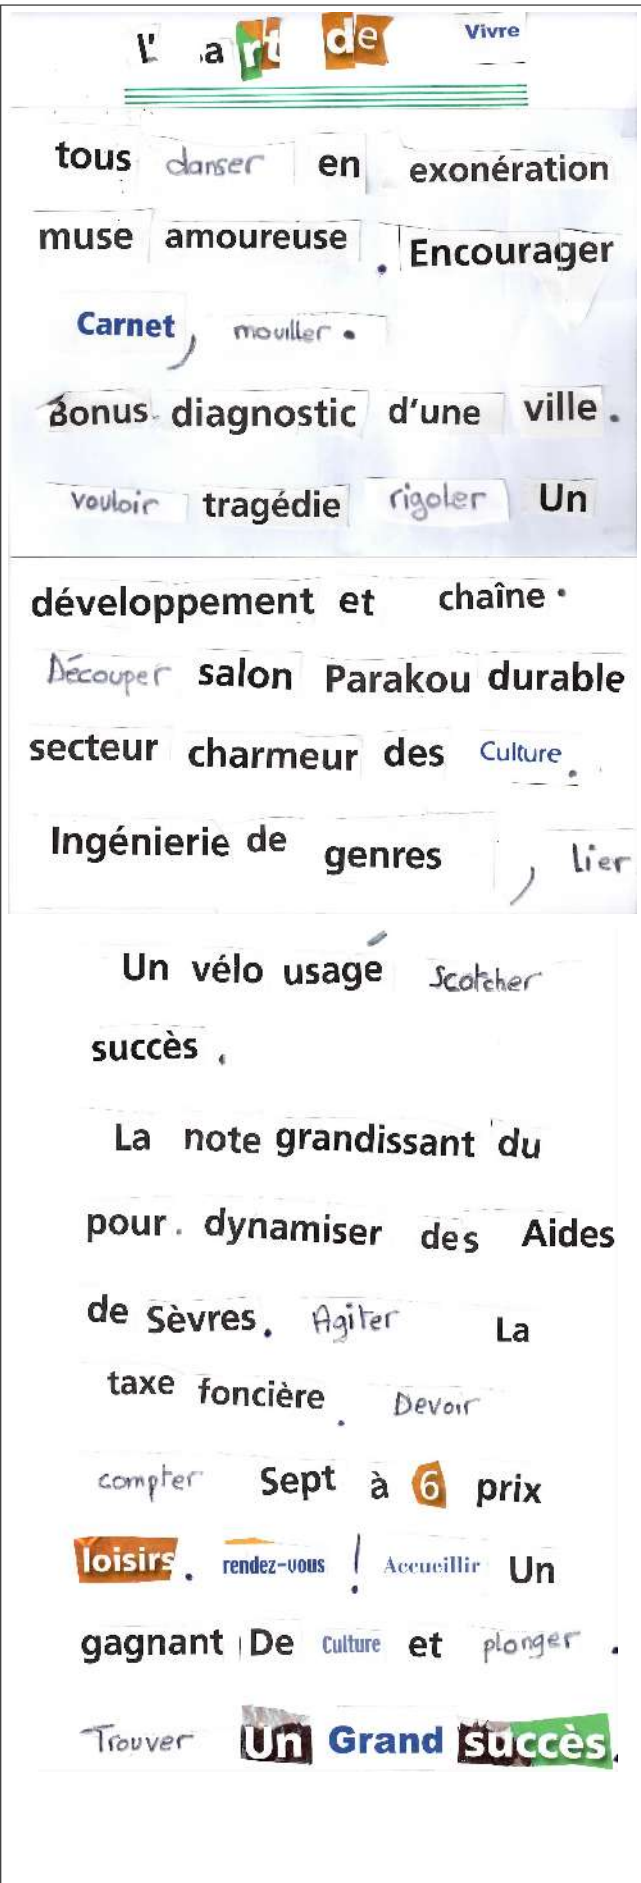 L' art de Vivre
tous danser en exonération
muse amoureuse . Encourager
Carnet, mouiller.
Bonus diagnostic d'une ville.
vouloir tragédie rigoler Un
développement et chaîne.
Découper salon Parakou durable
secteur charmeur des Culture.
Ingénierie de genres , lier
Un vélo usagé Scotcher
succès .
La note grandissant du
pour. dynamiser des Aides
de Sèvres. Agiter La
taxe foncière . Devoir
compter Sept à 6 prix
loisirs. rendez-vous ! Accueillir Un
gagnant De Culture et plonger .
Trouver Un Grand succès.